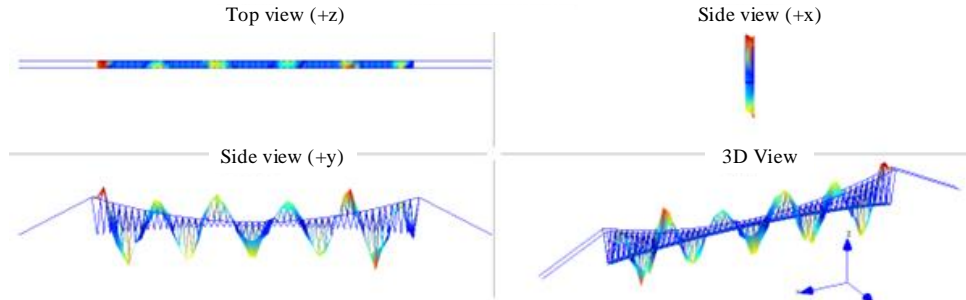 Top view (+z)
Side view (+x)
Side view (+y)
3D View
z